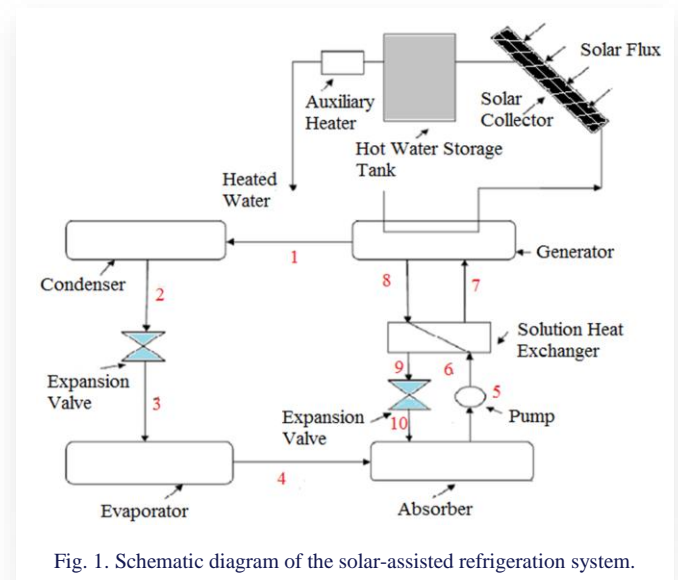 Solar Flux
Auxiliary
Heater
Solar
Collector
Hot Water Storage
Tank
Heated
Water
1
Generator
Condenser
2
8
7
Solution Heat
Exchanger
Expansion
Valve
9
6
3
5
Expansion
Valve
10
Pump
4
Evaporator
Absorber
Fig. 1. Schematic diagram of the solar-assisted refrigeration system.